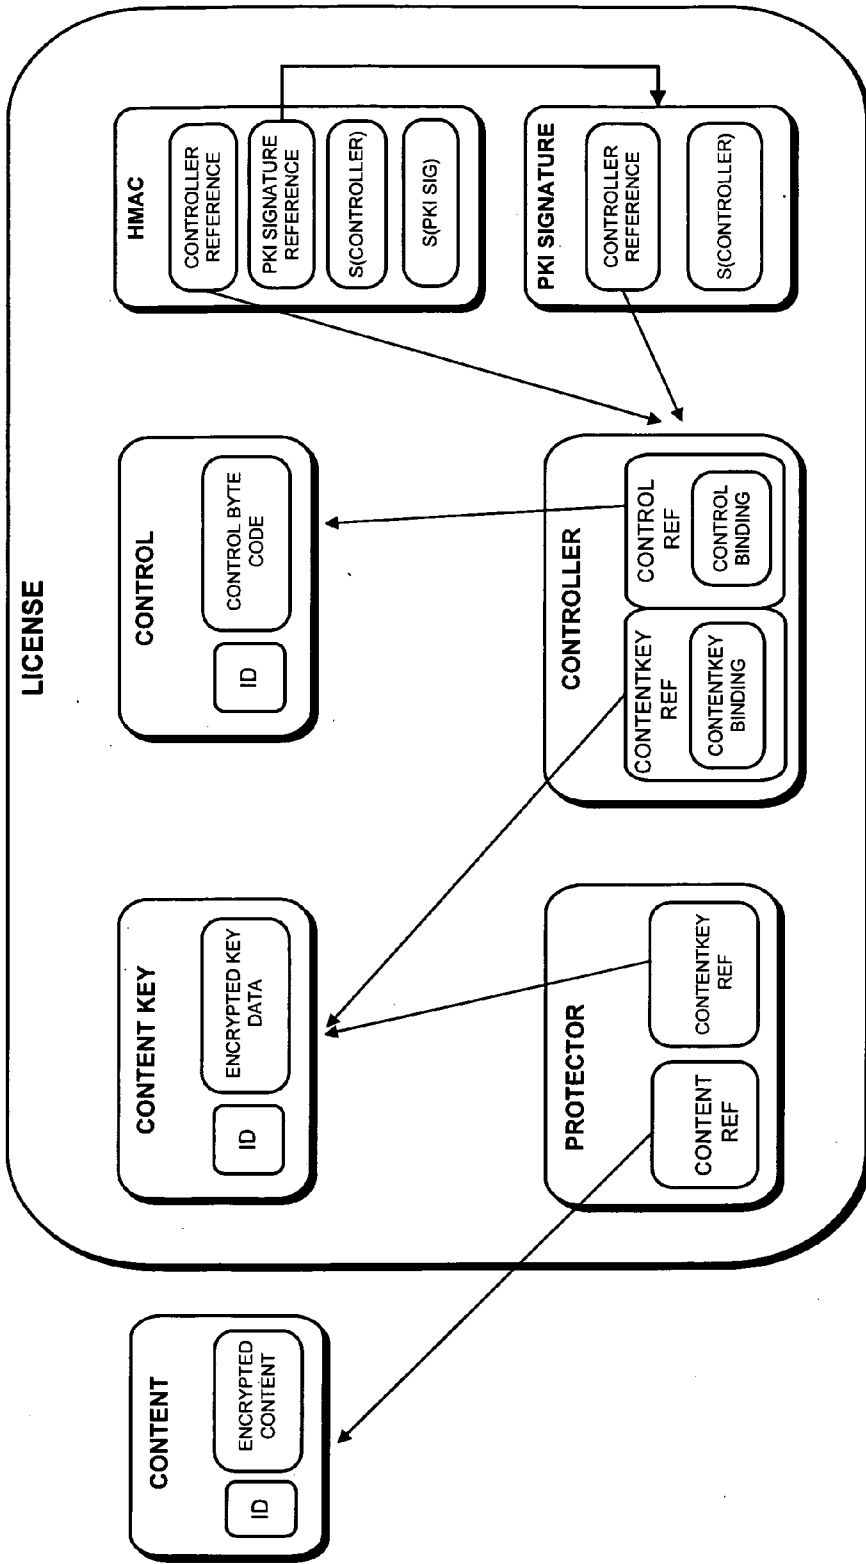 LICENSE
CONTENT
ID
ENCRYPTED
CONTENT
CONTENT KEY
ID
ENCRYPTED KEY
DATA
CONTROL
ID
CONTROL BYTE
CODE
HMAC
CONTROLLER
REFERENCE
PKI SIGNATURE
REFERENCE
S(CONTROLLER)
S(PKI SIG)
PROTECTOR
CONTENT
REF
CONTENTKEY
REF
CONTROLLER
CONTENTKEY
REF
CONTENTKEY
BINDING
CONTROL
REF
CONTROL
BINDING
PKI SIGNATURE
CONTROLLER
REFERENCE
S(CONTROLLER)